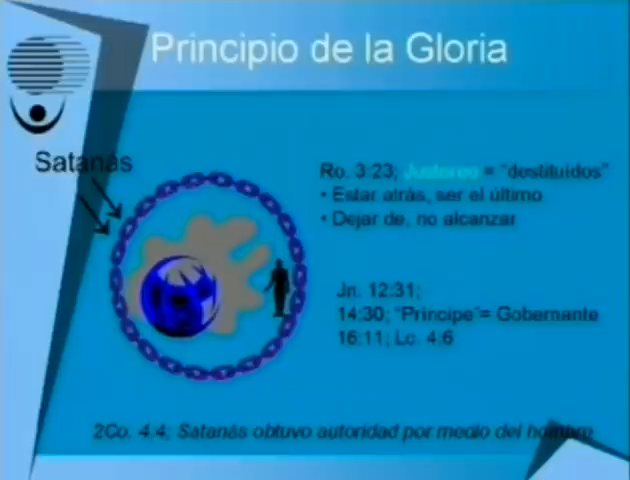 Principio de la Gloria
Satanás
Ro. 3:23; = "destituidos"
• Estar atrás, ser el último
• Dejar de, no alcanzar
Jn. 12:31;
14:30; "Príncipe"= Gobernante
16:11; Lc. 4:6
2Co. 4:4; Satanás obtuvo autoridad por medio del hombre